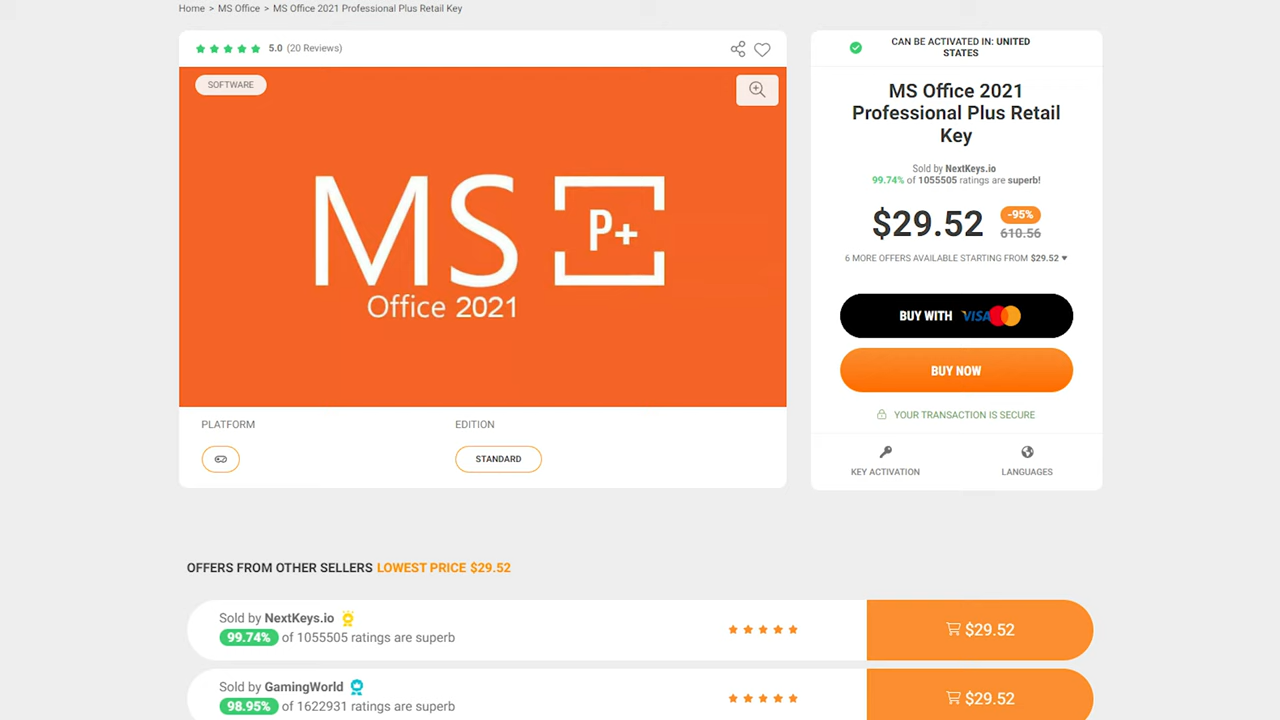 Home > MS Office > MS Office 2021 Professional Plus Retail Key
5.0 (20 Reviews)
SOFTWARE
MS P+
Office 2021
PLATFORM
EDITION
STANDARD
CAN BE ACTIVATED IN: UNITED
STATES
MS Office 2021
Professional Plus Retail
Key
Sold by NextKeys.io
99.74% of 1055505 ratings are superb!
$29.52
-95%
610.56
6 MORE OFFERS AVAILABLE STARTING FROM $29.52
BUY WITH VISA
BUY NOW
YOUR TRANSACTION IS SECURE
KEY ACTIVATION
LANGUAGES
OFFERS FROM OTHER SELLERS LOWEST PRICE $29.52
Sold by NextKeys.io
99.74% of 1055505 ratings are superb
$29.52
Sold by GamingWorld
98.95% of 1622931 ratings are superb
$29.52